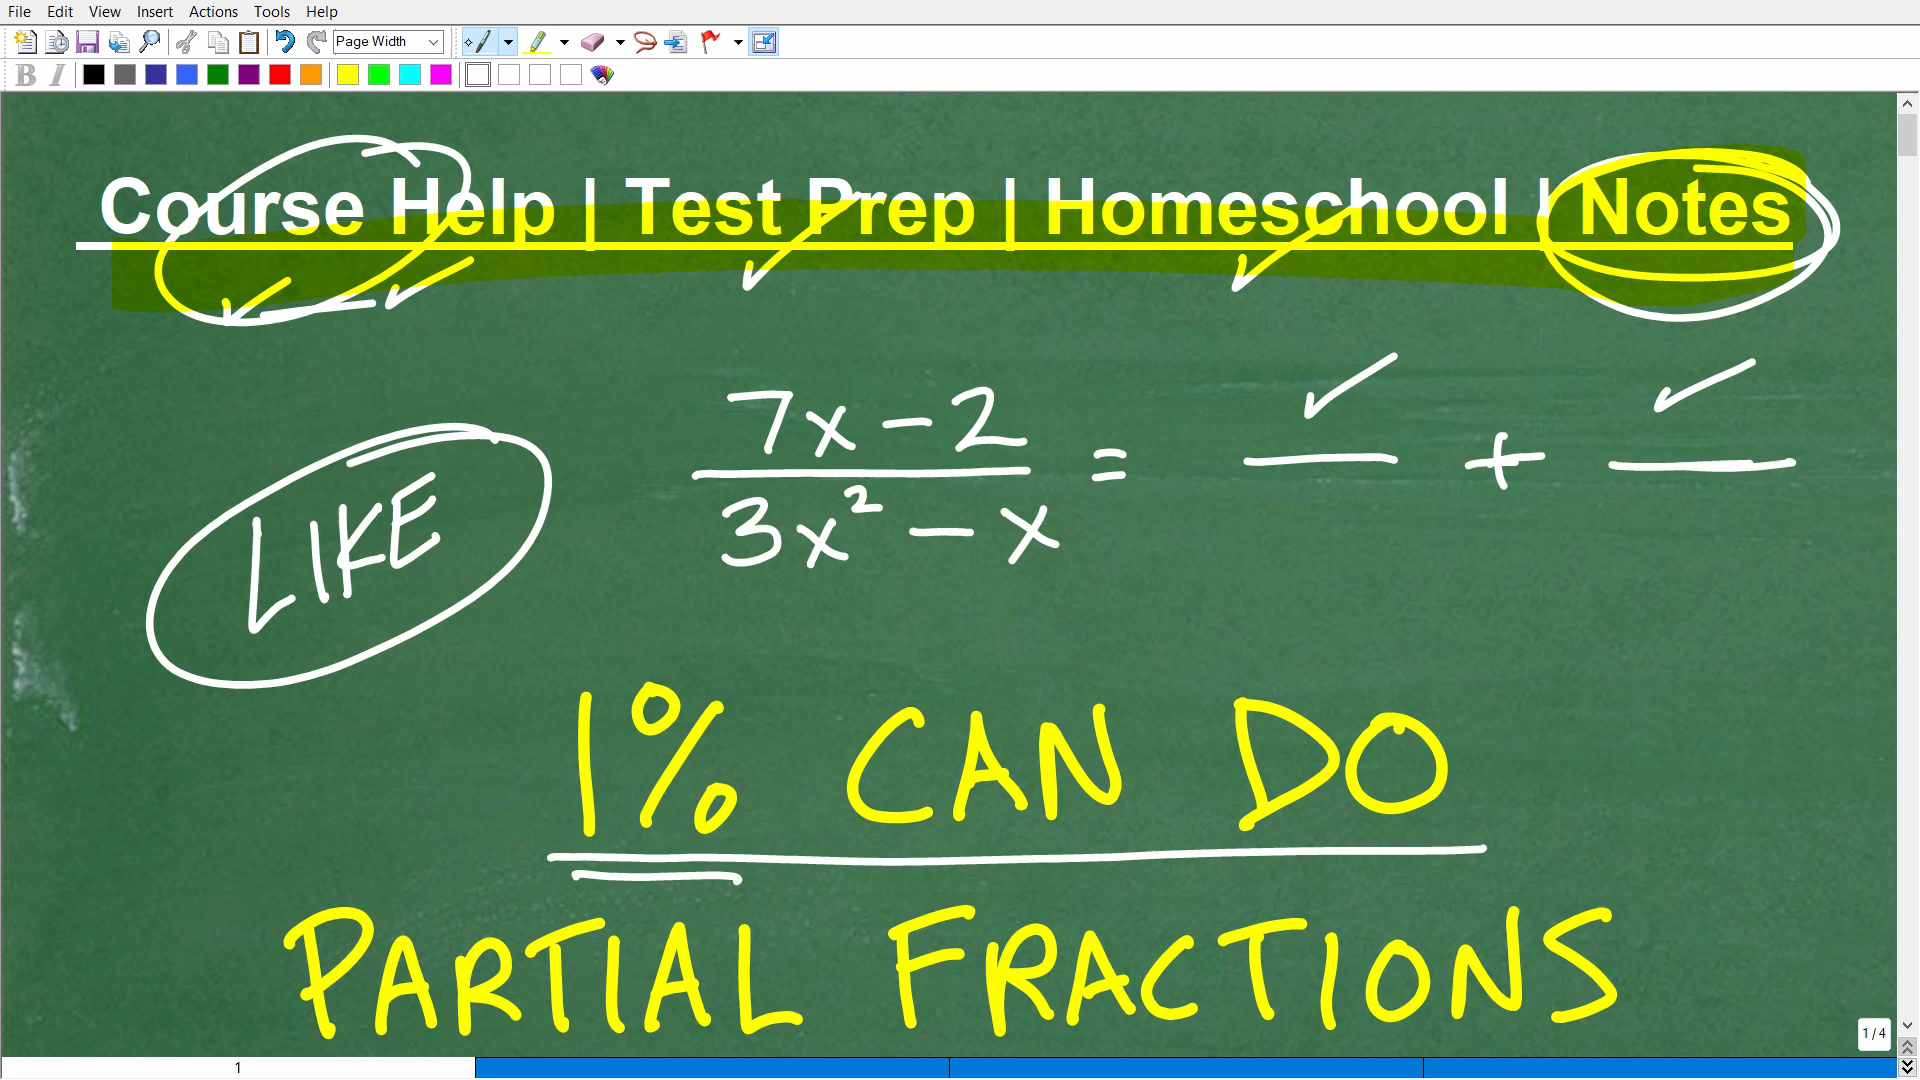 File Edit View Insert Actions Tools Help
Page Width
B I
Course Help | Test Prep | Homeschool | Notes
7x - 2
=
+
3x² - x
LIKE
1% CAN DO
PARTIAL FRACTIONS
1 / 4
1